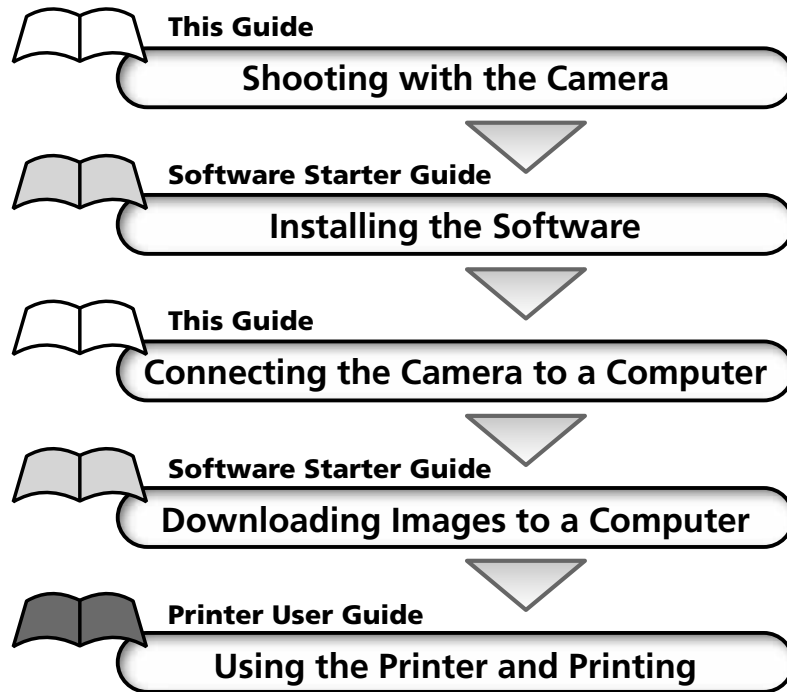 This Guide
Shooting with the Camera
Software Starter Guide
Installing the Software
This Guide
Connecting the Camera to a Computer
Software Starter Guide
Downloading Images to a Computer
Printer User Guide
Using the Printer and Printing